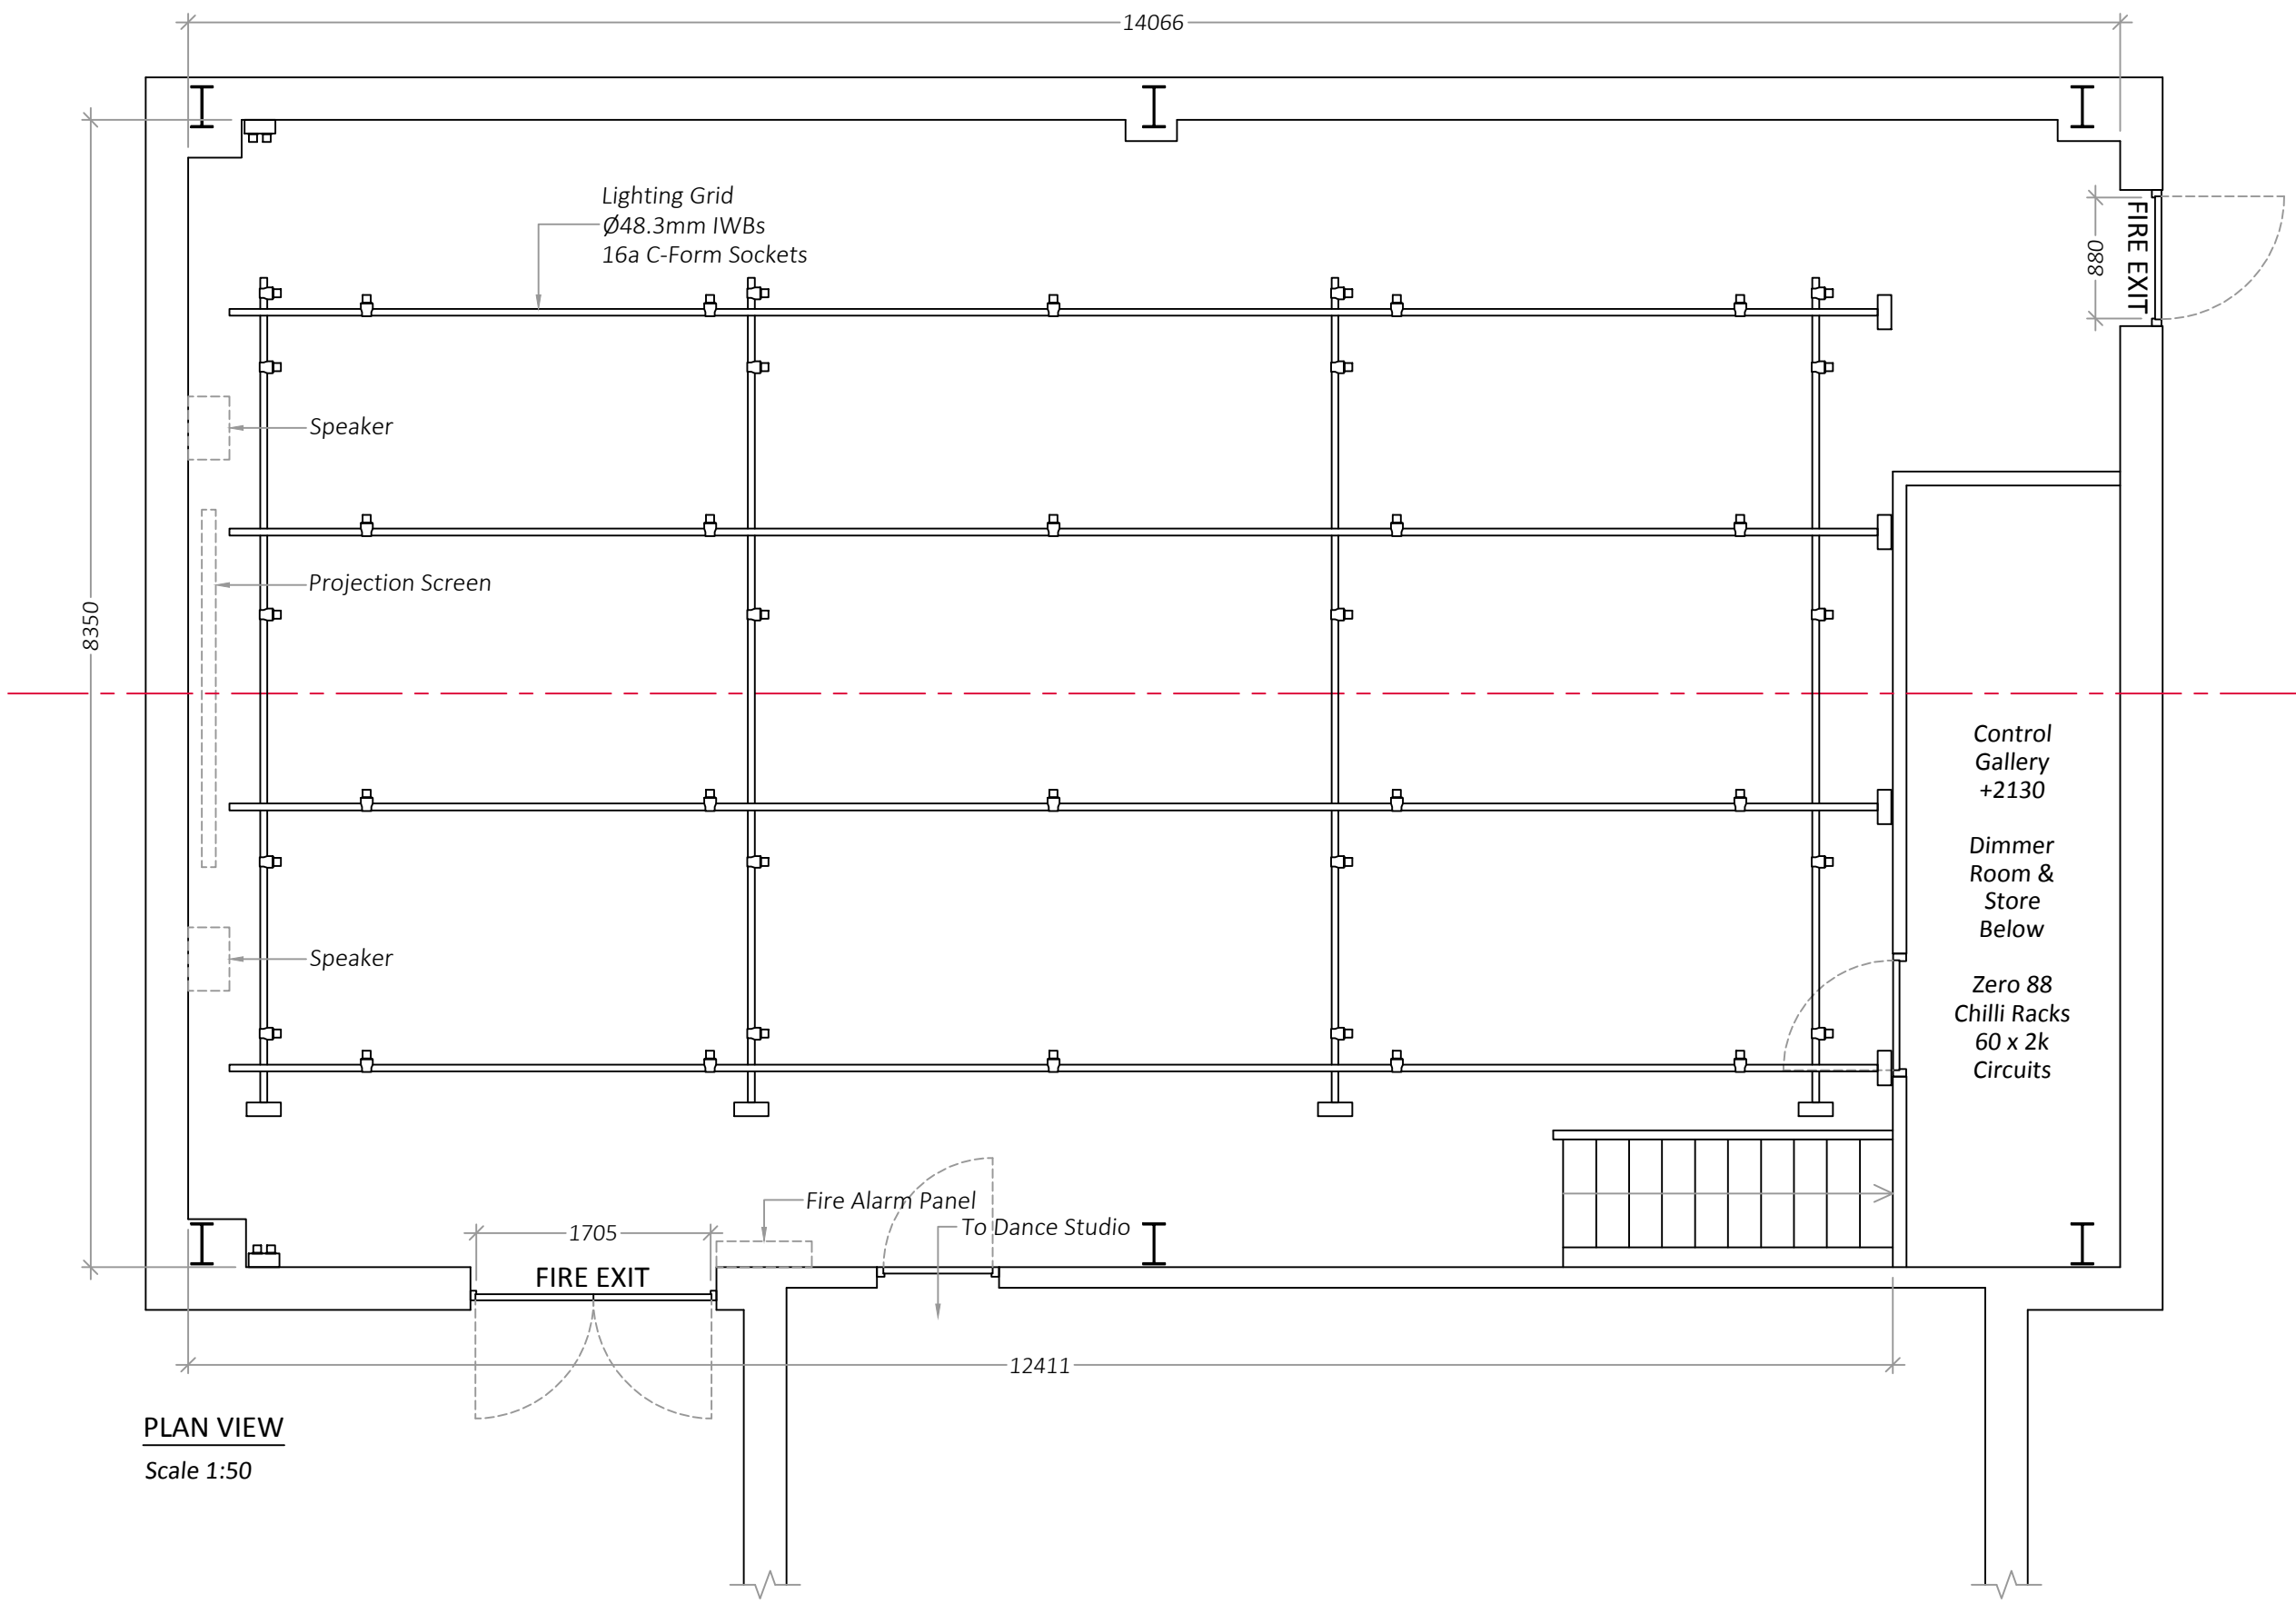 14066
Lighting Grid
Ø48.3mm IWBs
16a C-Form Sockets
FIRE EXIT
880
Speaker
Projection Screen
8350
Control
Gallery
+2130
Dimmer
Room &
Store
Below
Zero 88
Chilli Racks
60 x 2k
Circuits
Speaker
Fire Alarm Panel
To Dance Studio
1705
FIRE EXIT
12411
PLAN VIEW
Scale 1:50